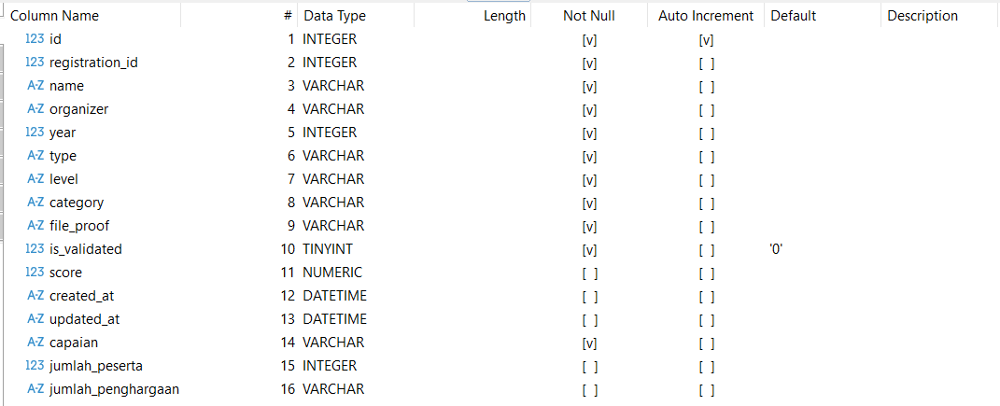 Column Name # Data Type Length Not Null Auto Increment Default Description
123 id 1 INTEGER [v] [v]
123 registration_id 2 INTEGER [v] [ ]
A-Z name 3 VARCHAR [v] [ ]
A-Z organizer 4 VARCHAR [v] [ ]
123 year 5 INTEGER [v] [ ]
A-Z type 6 VARCHAR [v] [ ]
A-Z level 7 VARCHAR [v] [ ]
A-Z category 8 VARCHAR [v] [ ]
A-Z file_proof 9 VARCHAR [v] [ ]
123 is_validated 10 TINYINT [v] [ ] '0'
123 score 11 NUMERIC [ ] [ ]
A-Z created_at 12 DATETIME [ ] [ ]
A-Z updated_at 13 DATETIME [ ] [ ]
A-Z capaian 14 VARCHAR [v] [ ]
123 jumlah_peserta 15 INTEGER [ ] [ ]
A-Z jumlah_penghargaan 16 VARCHAR [ ] [ ]